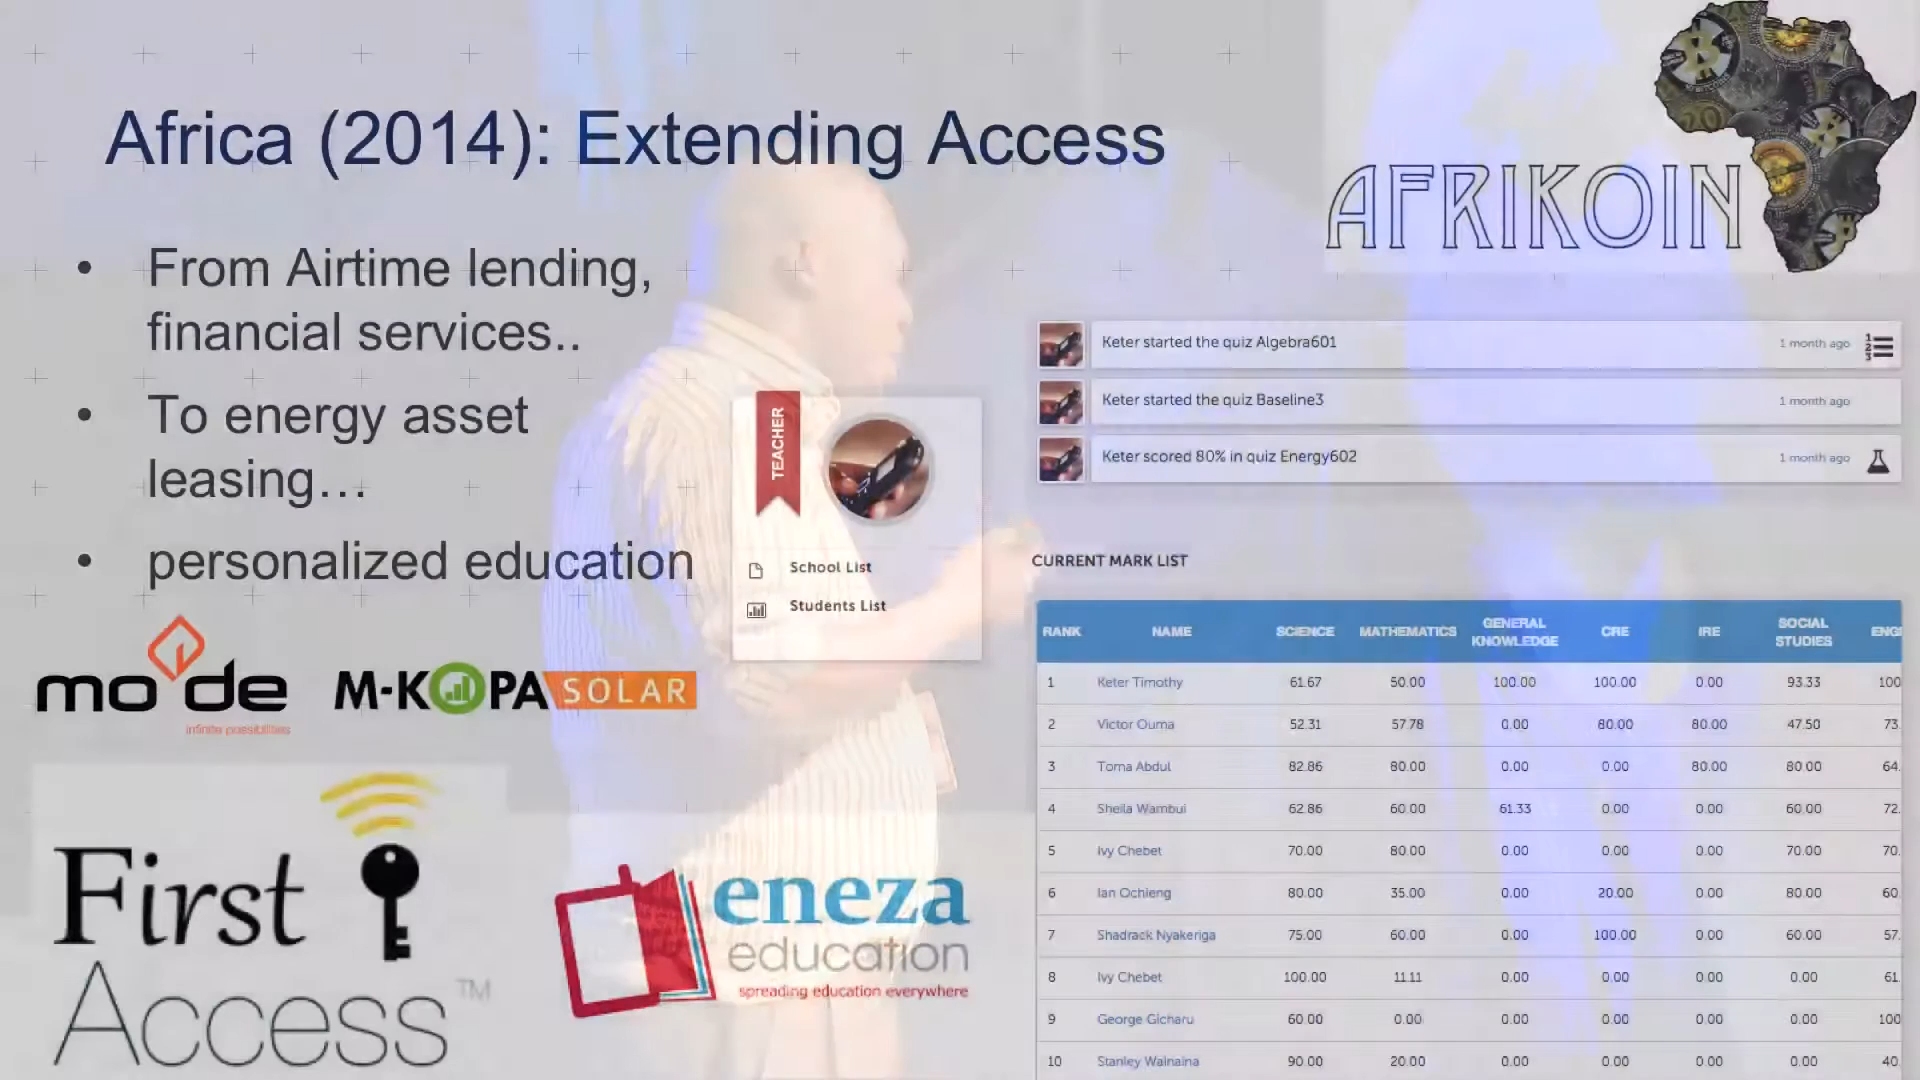 Africa (2014): Extending Access
AFRIKOIN
• From Airtime lending,
financial services..
• To energy asset
leasing…
• personalized education
mo de
infinite possibilities
M-KOPA SOLAR
First
Access™
eneza
education
spreading education everywhere
TEACHER
School List
Students List
Keter started the quiz Algebra601 1 month ago
Keter started the quiz Baseline3 1 month ago
Keter scored 80% in quiz Energy602 1 month ago
CURRENT MARK LIST
RANK NAME SCIENCE MATHEMATICS GENERAL KNOWLEDGE CRE IRE SOCIAL STUDIES ENG
1 Keter Timothy 61.67 50.00 100.00 100.00 0.00 93.33 100
2 Victor Ouma 52.31 57.78 0.00 80.00 80.00 47.50 73.
3 Toma Abdul 82.86 80.00 0.00 0.00 80.00 80.00 64.
4 Sheila Wambui 62.86 60.00 61.33 0.00 0.00 60.00 72.
5 Ivy Chebet 70.00 80.00 0.00 0.00 0.00 70.00 70.
6 Ian Ochieng 80.00 35.00 0.00 20.00 0.00 80.00 60.
7 Shadrack Nyakeriga 75.00 60.00 0.00 100.00 0.00 60.00 57.
8 Ivy Chebet 100.00 11.11 0.00 0.00 0.00 0.00 61.
9 George Gicharu 60.00 0.00 0.00 0.00 0.00 0.00 100
10 Stanley Wainaina 90.00 20.00 0.00 0.00 0.00 0.00 40.